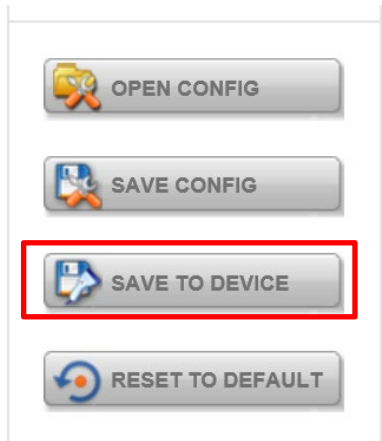 OPEN CONFIG
SAVE CONFIG
SAVE TO DEVICE
RESET TO DEFAULT